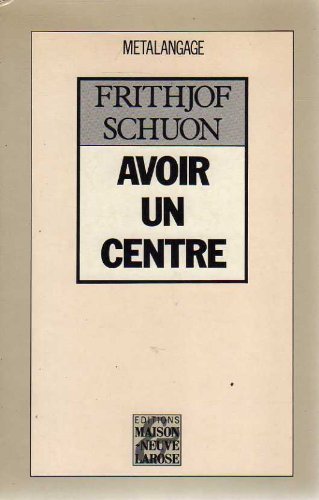 METALANGAGE
FRITHJOF
SCHUON
AVOIR
UN
CENTRE
EDITIONS
MAISON
NEUVE
LAROSE